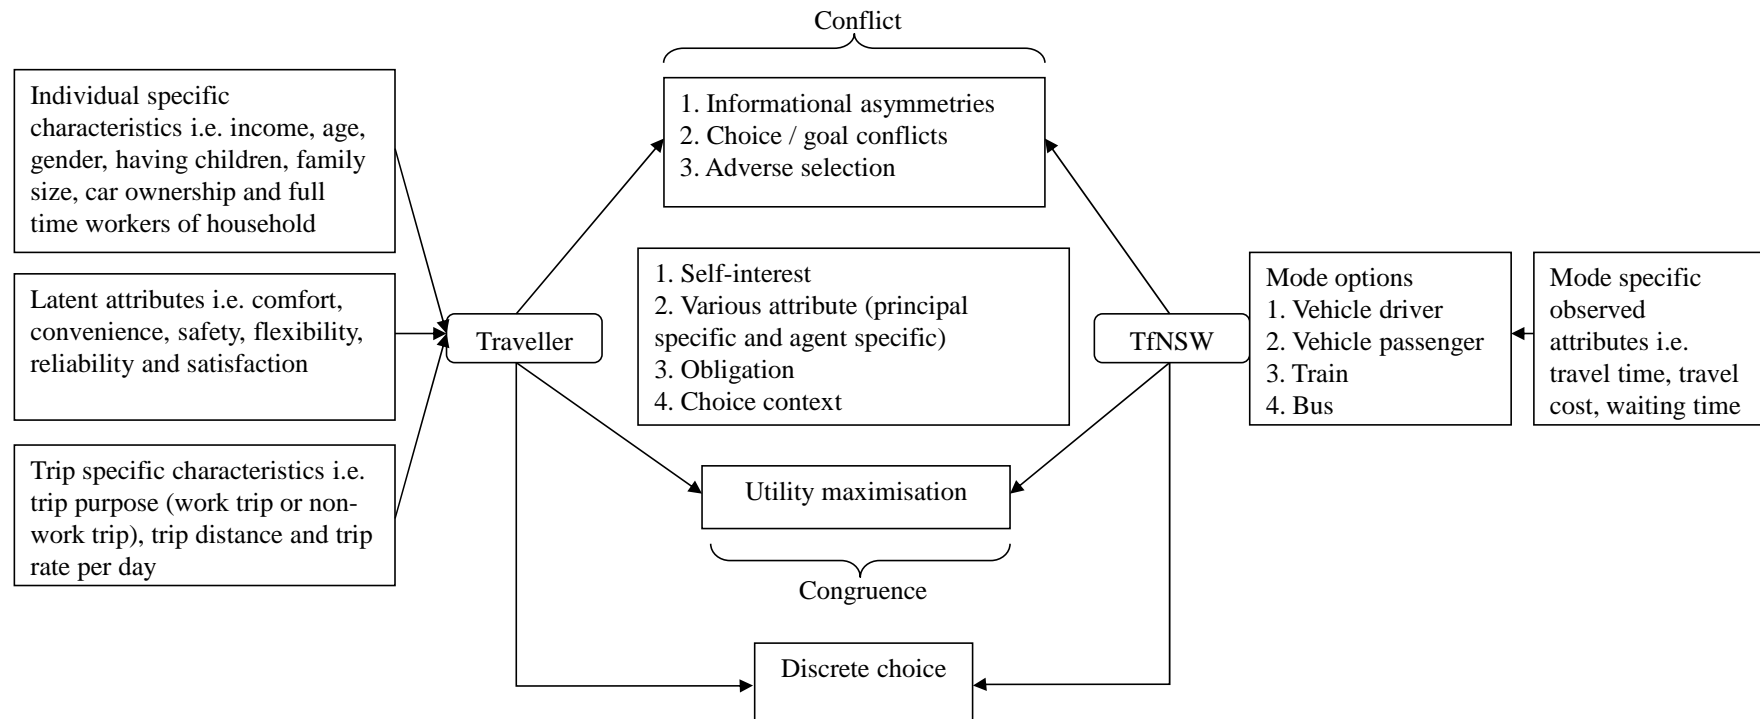 Conflict
Individual specific
characteristics i.e. income, age,
gender, having children, family
size, car ownership and full
time workers of household
1. Informational asymmetries
2. Choice / goal conflicts
3. Adverse selection
Latent attributes i.e. comfort,
convenience, safety, flexibility,
reliability and satisfaction
Traveller
1. Self-interest
2. Various attribute (principal
specific and agent specific)
3. Obligation
4. Choice context
TfNSW
Mode options
1. Vehicle driver
2. Vehicle passenger
3. Train
4. Bus
Mode specific
observed
attributes i.e.
travel time, travel
cost, waiting time
Trip specific characteristics i.e.
trip purpose (work trip or non-
work trip), trip distance and trip
rate per day
Utility maximisation
Congruence
Discrete choice